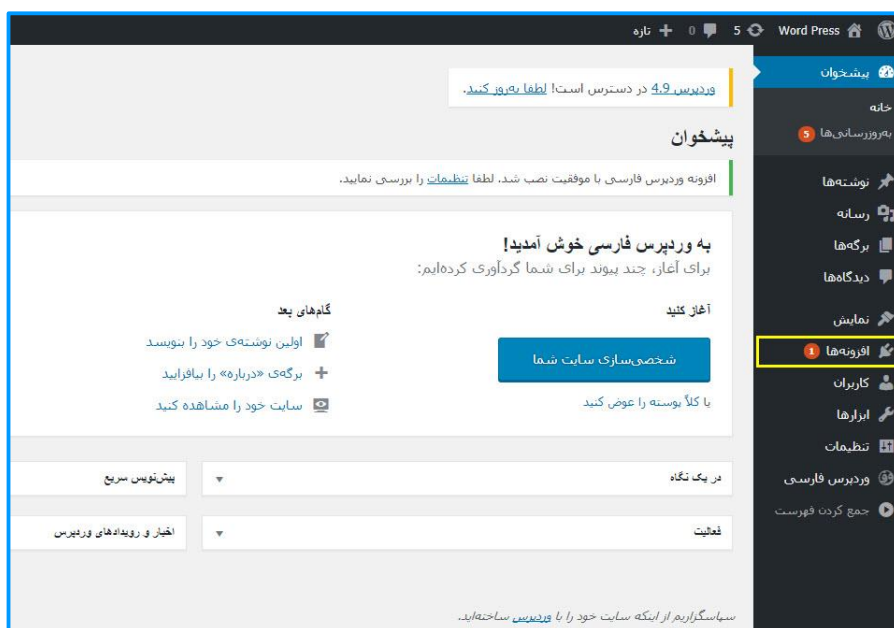 Word Press 5 0 تازه
پیشخوان
خانه
به‌روزرسانی‌ها 5
نوشته‌ها
رسانه
برگه‌ها
دیدگاه‌ها
نمایش
افزونه‌ها 1
کاربران
ابزارها
تنظیمات
وردپرس فارسی
جمع کردن فهرست
وردپرس 4.9 در دسترس است! لطفا به‌روز کنید.
پیشخوان
افزونه وردپرس فارسی با موفقیت نصب شد. لطفا تنظیمات را بررسی نمایید.
به وردپرس فارسی خوش آمدید!
برای آغاز، چند پیوند برای شما گردآوری کرده‌ایم:
آغاز کنید
شخصی‌سازی سایت شما
یا کلاً پوسته را عوض کنید
گام‌های بعد
اولین نوشته‌ی خود را بنویسد
برگه‌ی «درباره» را بیافزایید
سایت خود را مشاهده کنید
در یک نگاه
پیش‌نویس سریع
فعالیت
اخبار و رویدادهای وردپرس
سپاسگزاریم از اینکه سایت خود را با وردپرس ساخته‌اید.